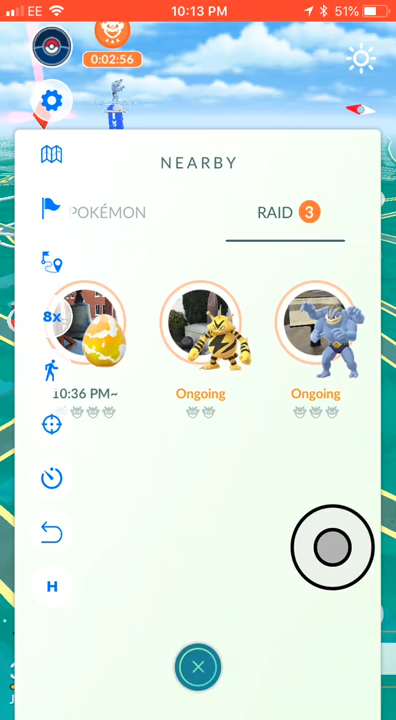 EE 10:13 PM 51%
0:02:56
NEARBY
POKÉMON RAID 3
8x
10:36 PM~ Ongoing Ongoing
H